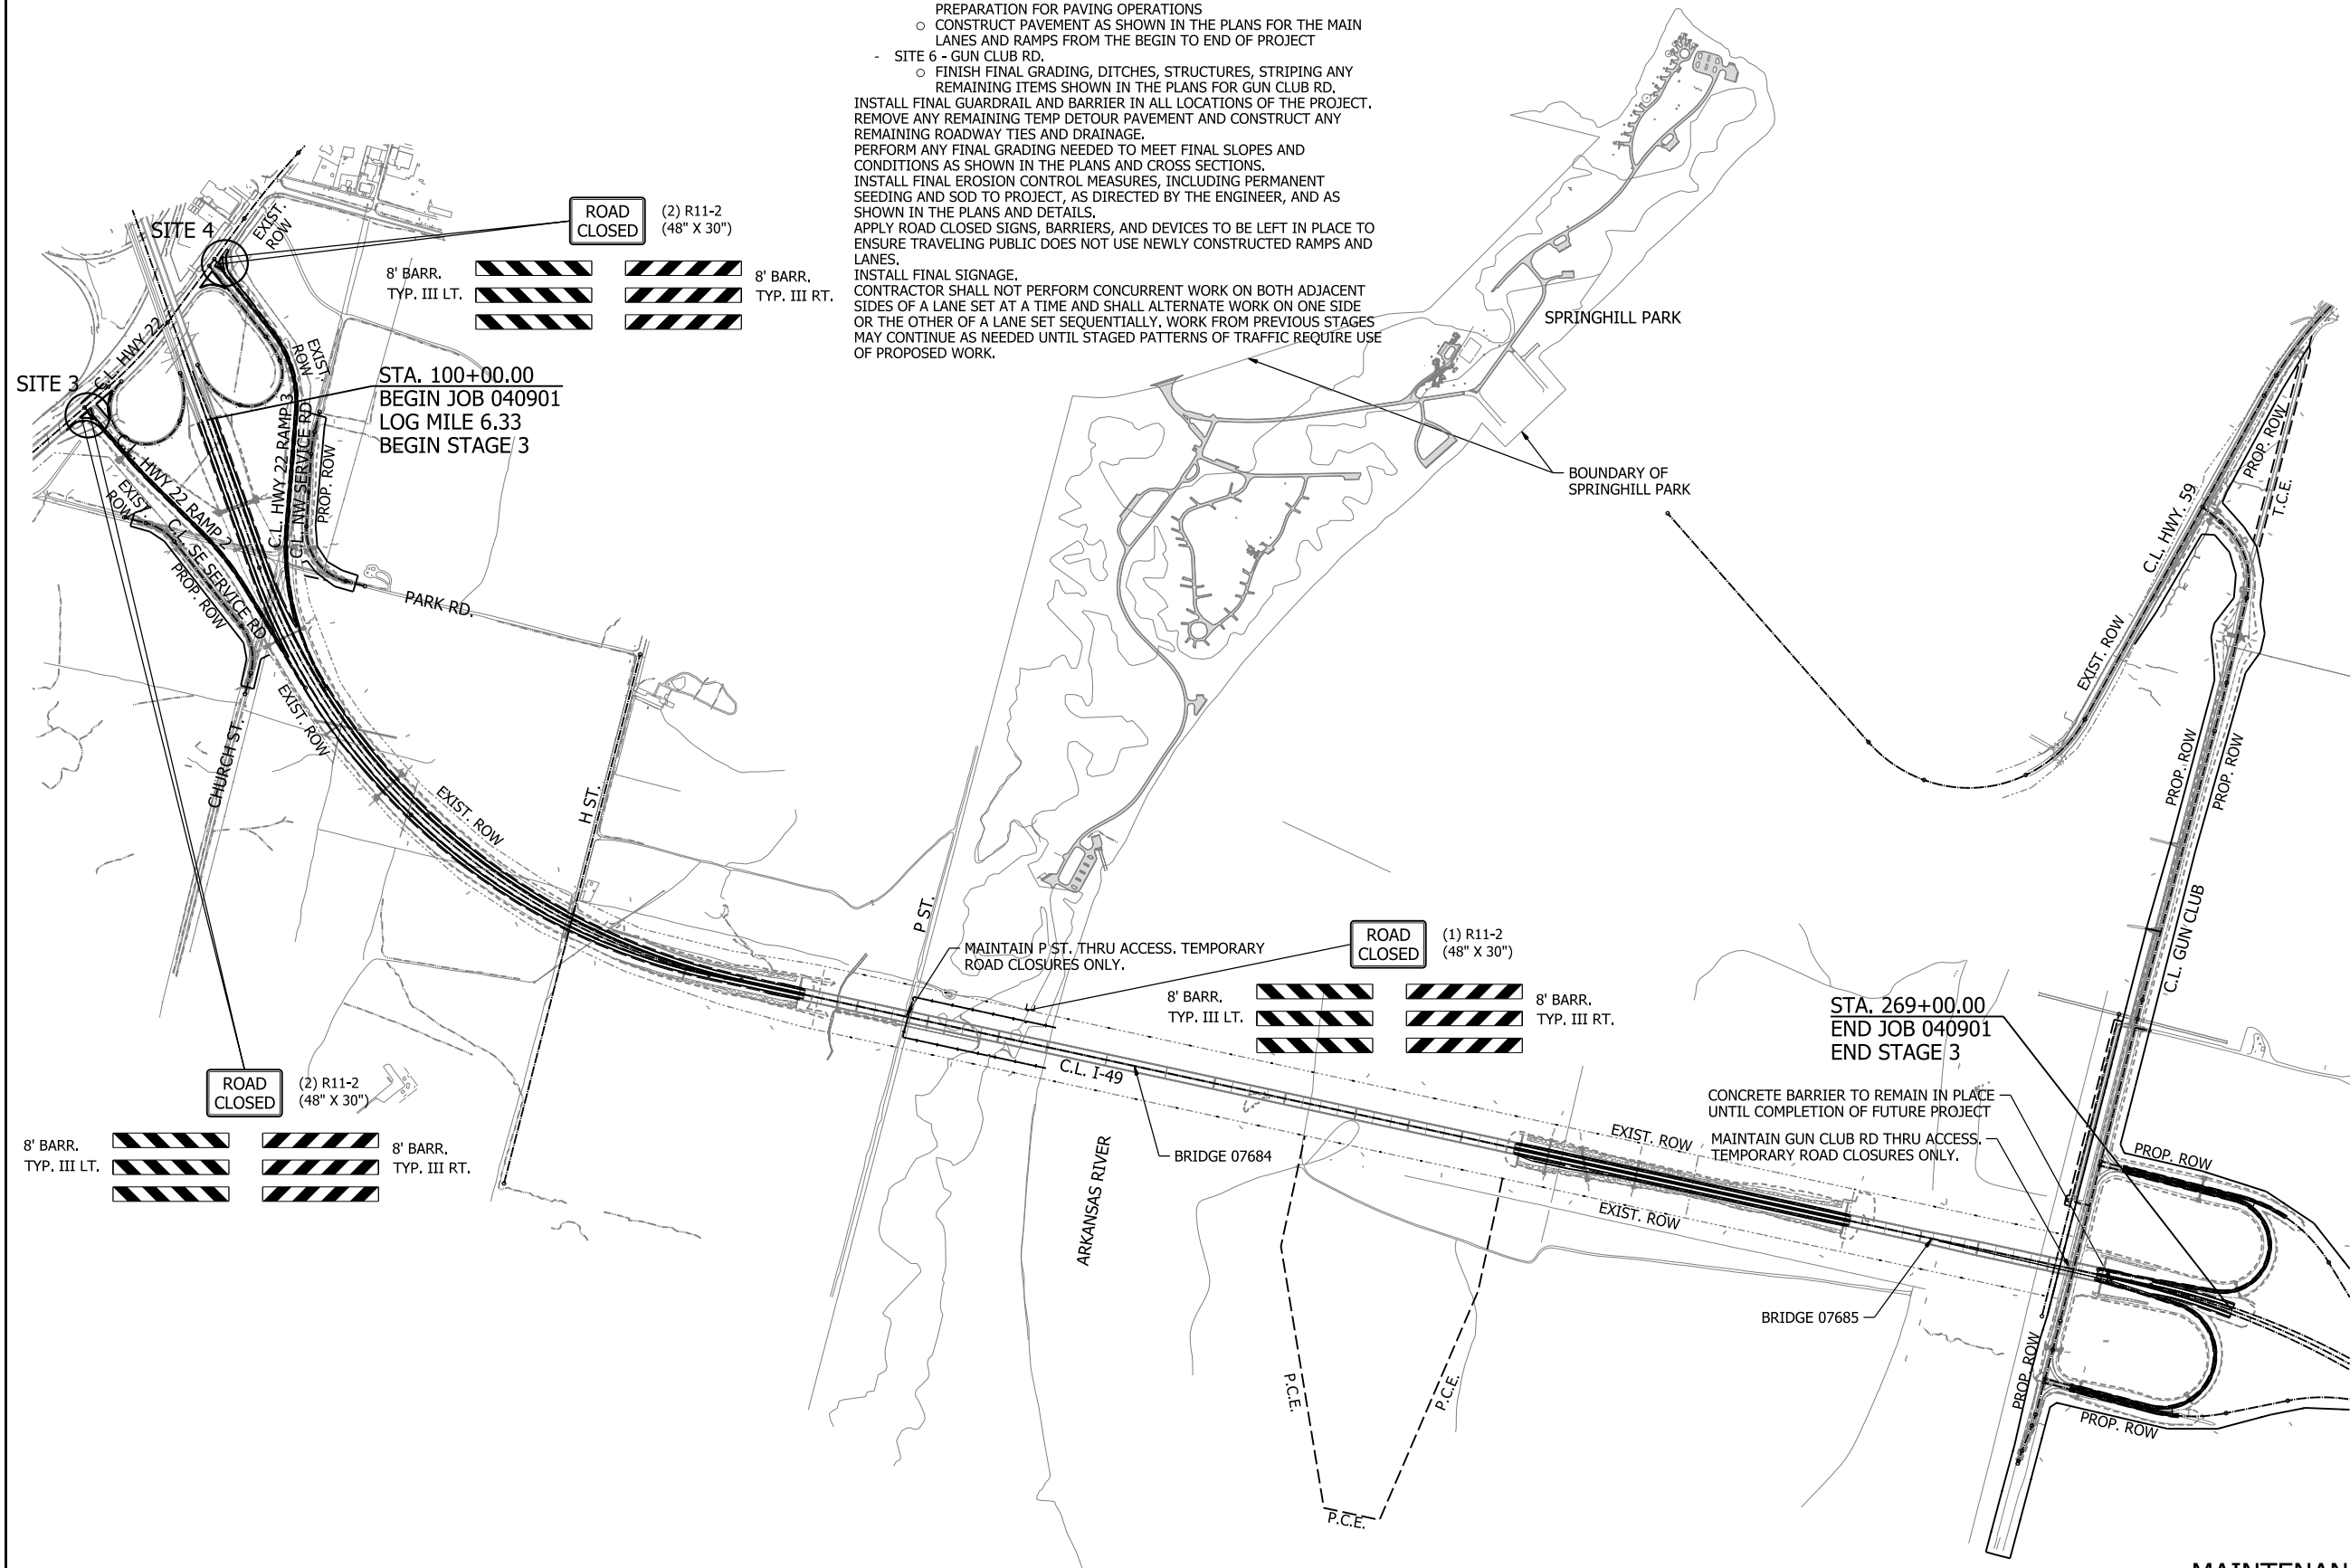 PREPARATION FOR PAVING OPERATIONS
○ CONSTRUCT PAVEMENT AS SHOWN IN THE PLANS FOR THE MAIN
LANES AND RAMPS FROM THE BEGIN TO END OF PROJECT
- SITE 6 - GUN CLUB RD.
○ FINISH FINAL GRADING, DITCHES, STRUCTURES, STRIPING ANY
REMAINING ITEMS SHOWN IN THE PLANS FOR GUN CLUB RD.
INSTALL FINAL GUARDRAIL AND BARRIER IN ALL LOCATIONS OF THE PROJECT.
REMOVE ANY REMAINING TEMP DETOUR PAVEMENT AND CONSTRUCT ANY
REMAINING ROADWAY TIES AND DRAINAGE.
PERFORM ANY FINAL GRADING NEEDED TO MEET FINAL SLOPES AND
CONDITIONS AS SHOWN IN THE PLANS AND CROSS SECTIONS.
INSTALL FINAL EROSION CONTROL MEASURES, INCLUDING PERMANENT
SEEDING AND SOD TO PROJECT, AS DIRECTED BY THE ENGINEER, AND AS
SHOWN IN THE PLANS AND DETAILS.
APPLY ROAD CLOSED SIGNS, BARRIERS, AND DEVICES TO BE LEFT IN PLACE TO
ENSURE TRAVELING PUBLIC DOES NOT USE NEWLY CONSTRUCTED RAMPS AND
LANES.
INSTALL FINAL SIGNAGE.
CONTRACTOR SHALL NOT PERFORM CONCURRENT WORK ON BOTH ADJACENT
SIDES OF A LANE SET AT A TIME AND SHALL ALTERNATE WORK ON ONE SIDE
OR THE OTHER OF A LANE SET SEQUENTIALLY. WORK FROM PREVIOUS STAGES
MAY CONTINUE AS NEEDED UNTIL STAGED PATTERNS OF TRAFFIC REQUIRE USE
OF PROPOSED WORK.
SITE 4
EXIST.
ROW
ROAD
CLOSED
(2) R11-2
(48" X 30")
8' BARR.
TYP. III LT.
8' BARR.
TYP. III RT.
SITE 3
C.L. HWY 22
EXIST.
ROW
STA. 100+00.00
BEGIN JOB 040901
LOG MILE 6.33
BEGIN STAGE 3
C.L. HWY 22 RAMP 3
C.L. NW SERVICE RD
PROP. ROW
C.L. HWY 22 RAMP 2
EXIST.
ROW
C.L. SE SERVICE RD
PROP. ROW
PARK RD.
EXIST. ROW
CHURCH ST.
EXIST. ROW
H ST.
P ST.
SPRINGHILL PARK
BOUNDARY OF
SPRINGHILL PARK
C.L. HWY. 59
EXIST. ROW
PROP. ROW
T.C.E.
PROP. ROW
PROP. ROW
C.L. GUN CLUB
MAINTAIN P ST. THRU ACCESS. TEMPORARY
ROAD CLOSURES ONLY.
ROAD
CLOSED
(1) R11-2
(48" X 30")
8' BARR.
TYP. III LT.
8' BARR.
TYP. III RT.
STA. 269+00.00
END JOB 040901
END STAGE 3
C.L. I-49
BRIDGE 07684
ARKANSAS RIVER
ROAD
CLOSED
(2) R11-2
(48" X 30")
8' BARR.
TYP. III LT.
8' BARR.
TYP. III RT.
CONCRETE BARRIER TO REMAIN IN PLACE
UNTIL COMPLETION OF FUTURE PROJECT
MAINTAIN GUN CLUB RD THRU ACCESS.
TEMPORARY ROAD CLOSURES ONLY.
EXIST. ROW
EXIST. ROW
PROP. ROW
BRIDGE 07685
PROP. ROW
PROP. ROW
P.C.E.
P.C.E.
P.C.E.